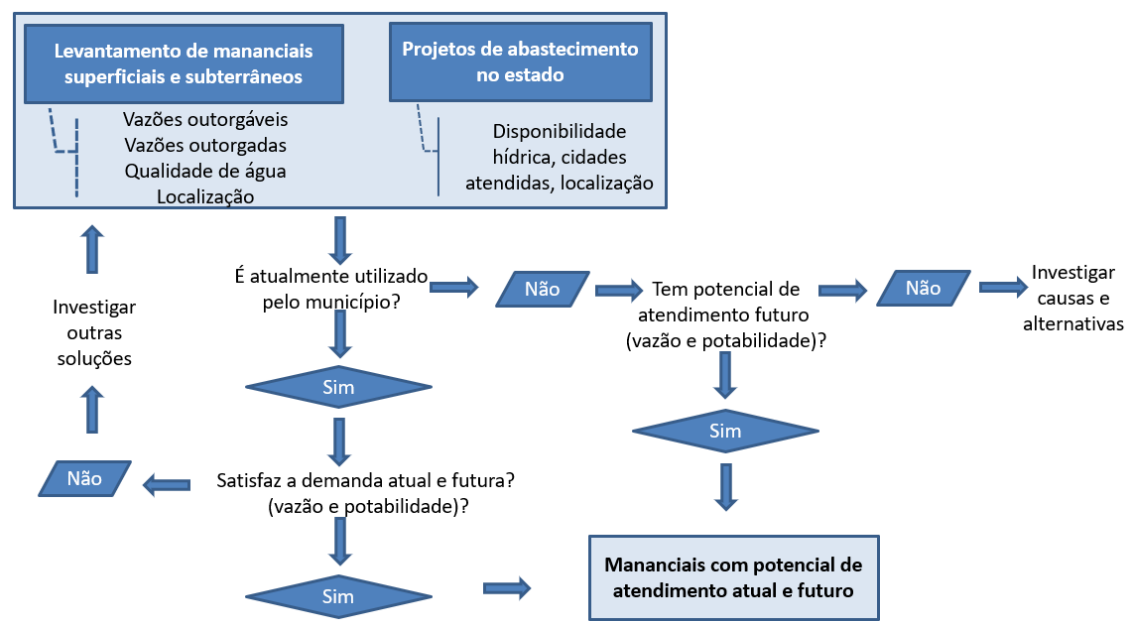 Levantamento de mananciais
superficiais e subterrâneos
Projetos de abastecimento
no estado
Vazões outorgáveis
Vazões outorgadas
Qualidade de água
Localização
Disponibilidade
hídrica, cidades
atendidas, localização
É atualmente utilizado
pelo município?
Não
Tem potencial de
atendimento futuro
(vazão e potabilidade)?
Não
Investigar
causas e
alternativas
Investigar
outras
soluções
Sim
Sim
Não
Satisfaz a demanda atual e futura?
(vazão e potabilidade)?
Sim
Mananciais com potencial de
atendimento atual e futuro